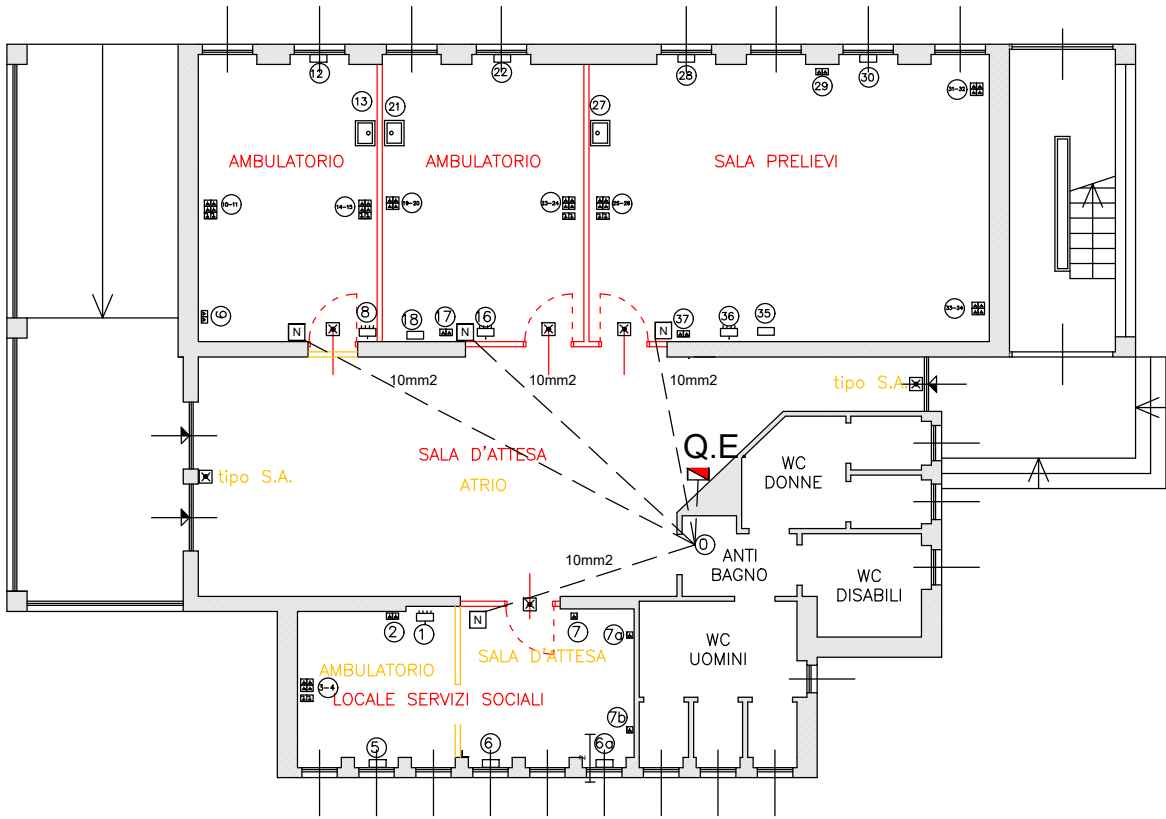 12
22
28
29
30
31-32
13
21
27
AMBULATORIO
AMBULATORIO
SALA PRELIEVI
10-11
14-15
19-20
23-24
25-26
33-34
8
18
17
16
37
36
35
N
N
N
10mm2
10mm2
10mm2
tipo S.A.
Q.E.
SALA D'ATTESA
ATRIO
tipo S.A.
WC
DONNE
0
ANTI
BAGNO
10mm2
WC
DISABILI
2
1
N
7
7a
WC
UOMINI
SALA D'ATTESA
AMBULATORIO
3-4
LOCALE SERVIZI SOCIALI
7b
5
6
6a